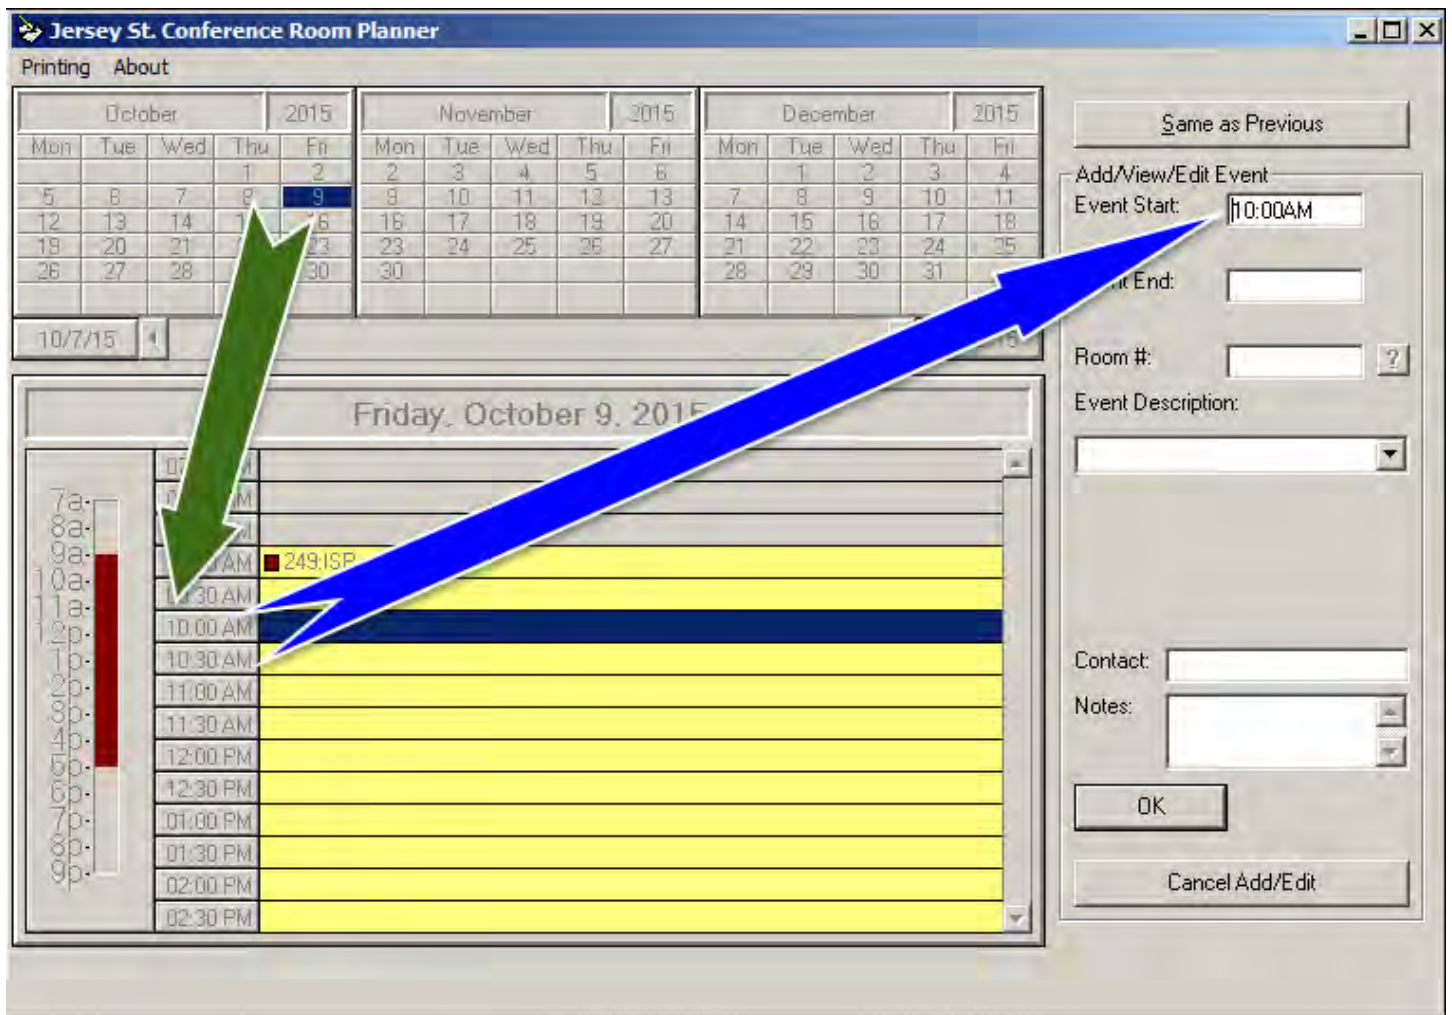 Jersey St. Conference Room Planner
Printing About
October 2015 November 2015 December 2015
Mon Tue Wed Thu Fri Mon Tue Wed Thu Fri Mon Tue Wed Thu Fri
1 2 2 3 4 5 6 1 2 3 4
5 6 7 8 9 9 10 11 12 13 7 8 9 10 11
12 13 14 16 17 18 19 20 14 15 16 17 18
19 20 21 23 23 24 25 26 27 21 22 23 24 25
26 27 28 30 30 28 29 30 31
10/7/15
Friday, October 9, 2015
7a
8a
9a
10a
11a
12p
1p
2p
3p
4p
5p
6p
7p
8p
9p
AM 249:ISP
30 AM
10:00 AM
10:30 AM
11:00 AM
11:30 AM
12:00 PM
12:30 PM
01:00 PM
01:30 PM
02:00 PM
02:30 PM
Same as Previous
Add/View/Edit Event
Event Start: 10:00AM
End:
Room #: ?
Event Description:
Contact:
Notes:
OK
Cancel Add/Edit